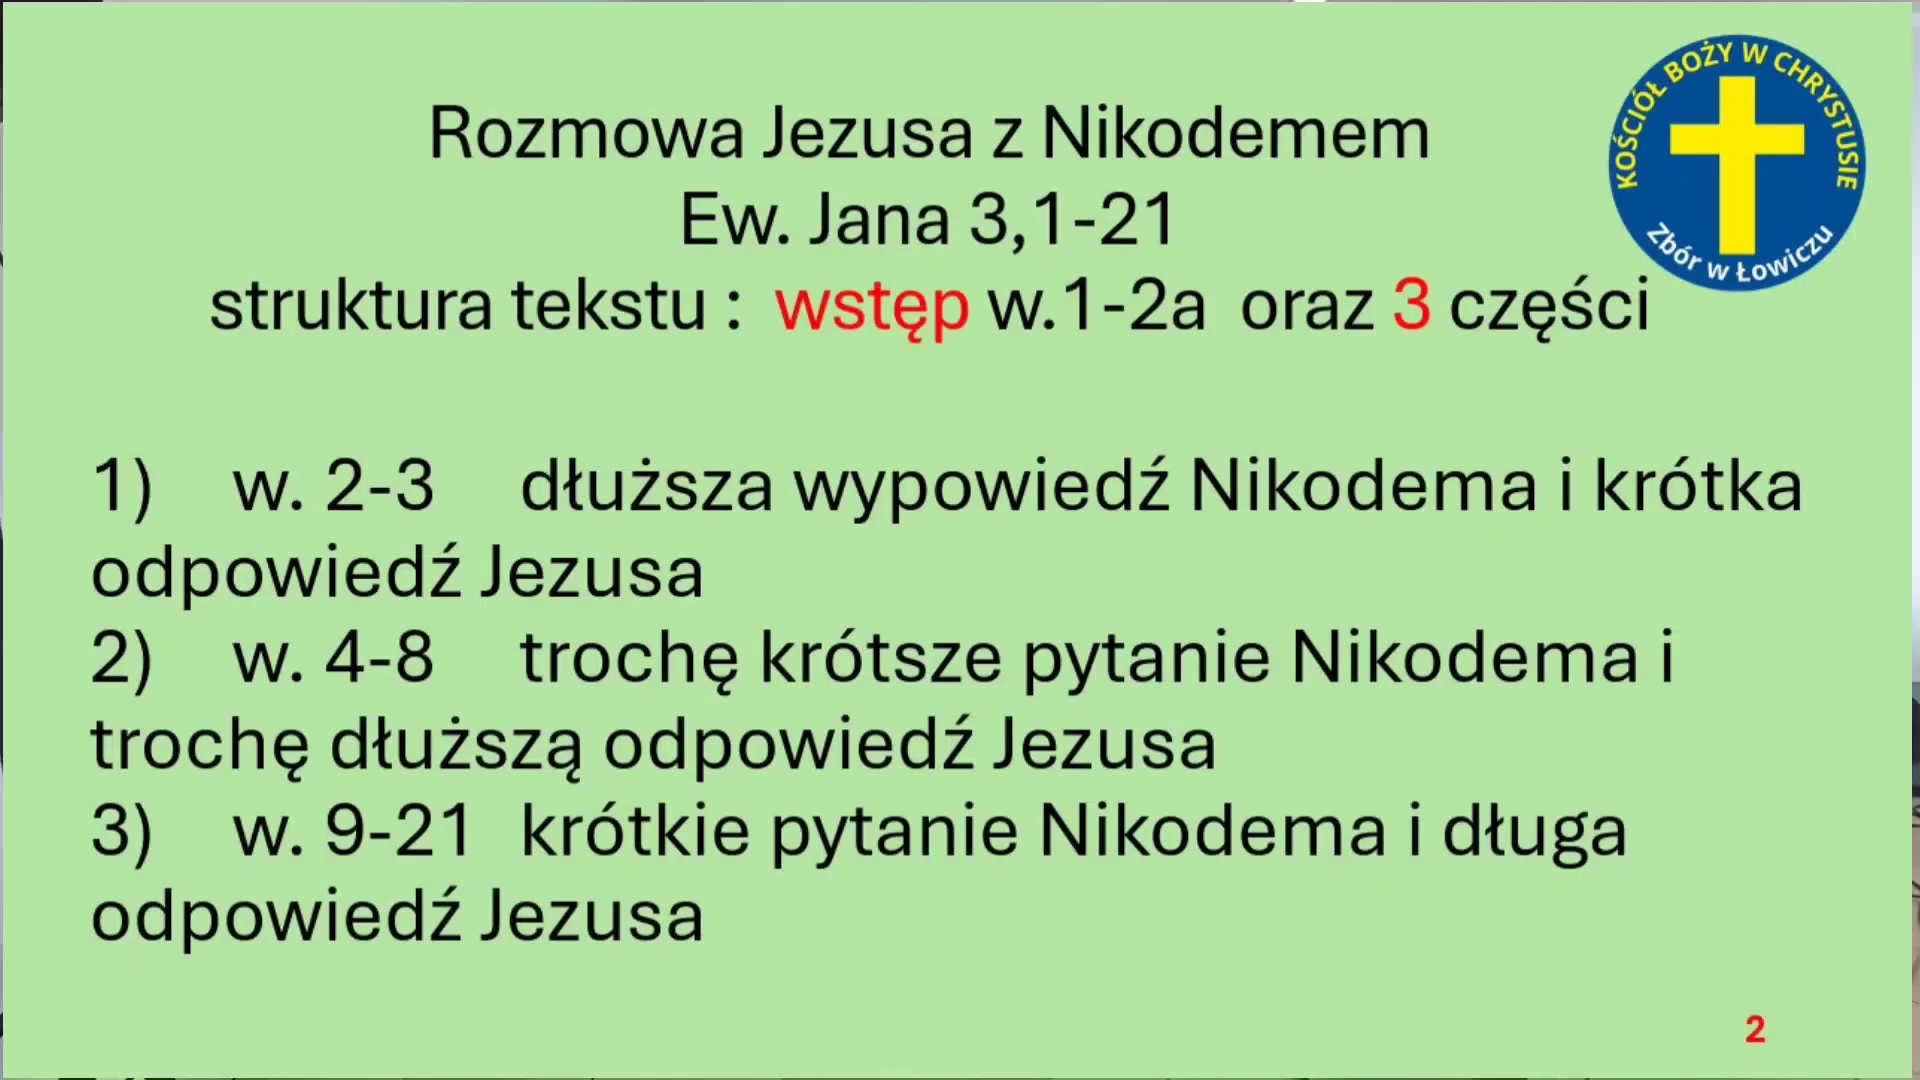 KOŚCIÓŁ BOŻY W CHRYSTUSIE
Zbór w Łowiczu
Rozmowa Jezusa z Nikodemem
Ew. Jana 3,1-21
struktura tekstu : wstęp w.1-2a oraz 3 części
1) w. 2-3 dłuższa wypowiedź Nikodema i krótka
odpowiedź Jezusa
2) w. 4-8 trochę krótsze pytanie Nikodema i
trochę dłuższą odpowiedź Jezusa
3) w. 9-21 krótkie pytanie Nikodema i długa
odpowiedź Jezusa
2